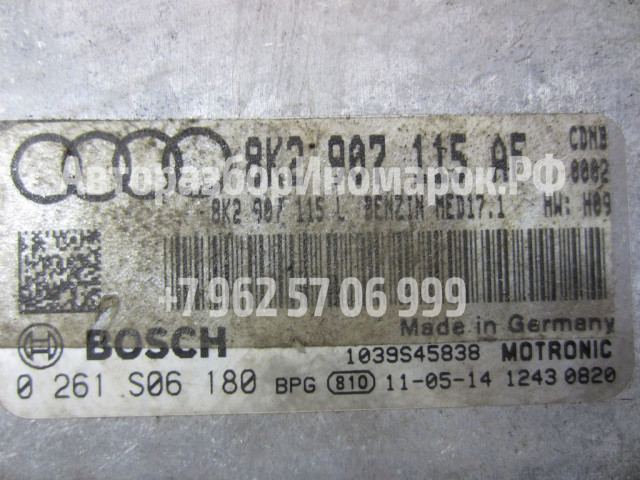 8K2 907 115 AF CDNB
АвторазборИномарок.РФ 0002
8K2 907 115 L BENZIN MED17.1 HW: H09
+7 962 57 06 999
Made in Germany
BOSCH 1039S45838 MOTRONIC
0 261 S06 180 BPG 810 11-05-14 1243 0820